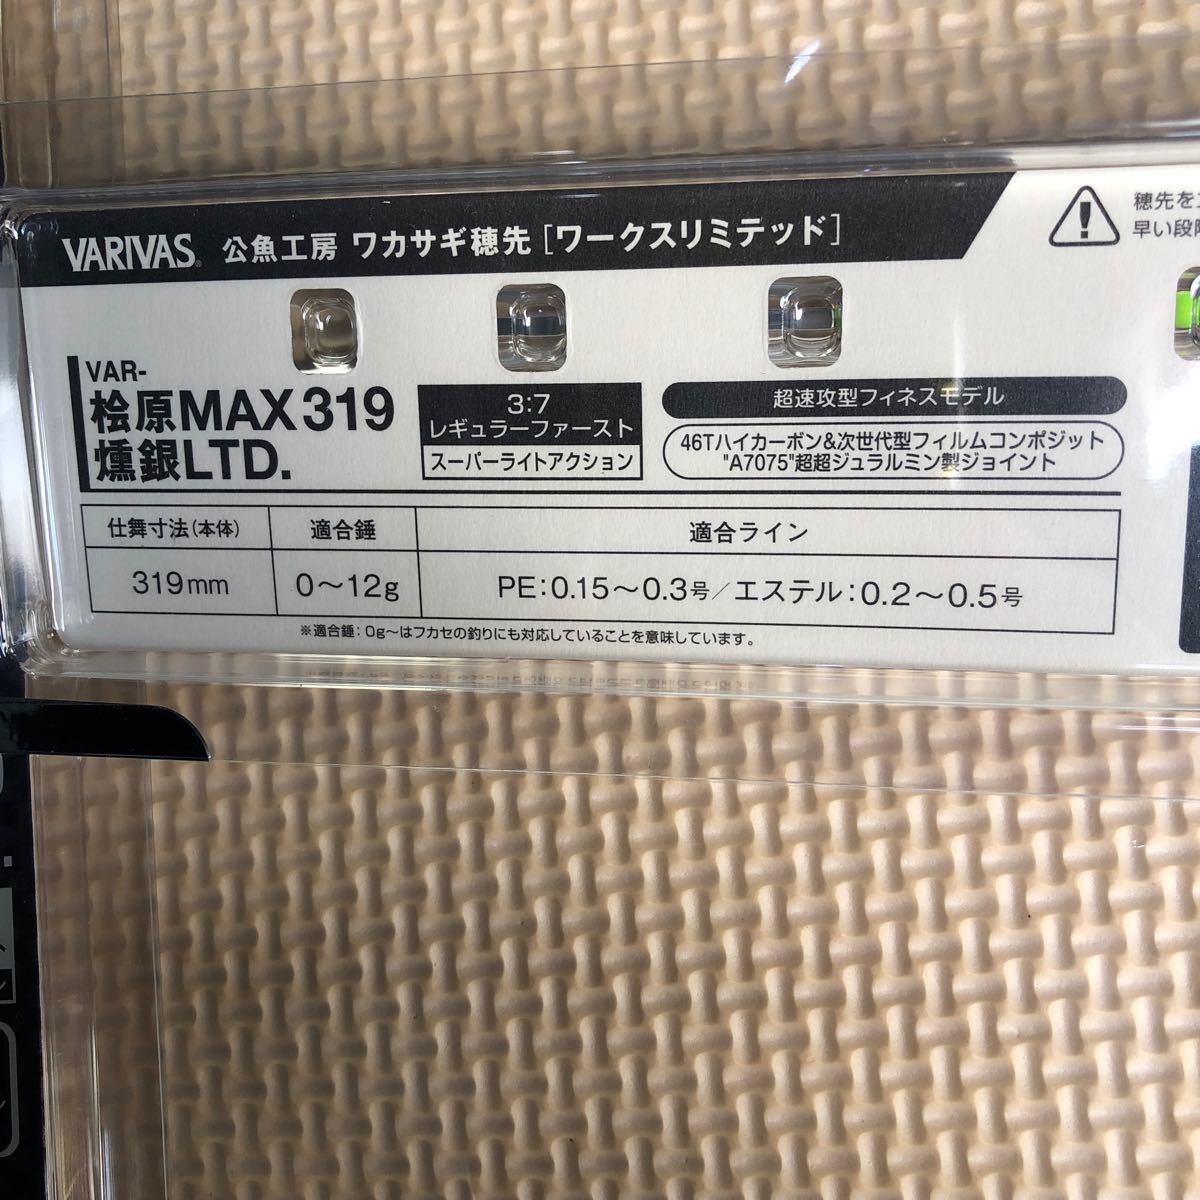 VARIVAS® 公魚工房 ワカサギ穂先［ワークスリミテッド］
穂先を
早い段
VAR-
桧原MAX319
燻銀LTD.
3:7
レギュラーファースト
スーパーライトアクション
超速攻型フィネスモデル
46Tハイカーボン&次世代型フィルムコンポジット
"A7075"超超ジュラルミン製ジョイント
仕舞寸法(本体) 適合錘 適合ライン
319mm 0～12g PE:0.15～0.3号／エステル:0.2～0.5号
※適合錘：0g～はフカセの釣りにも対応していることを意味しています。